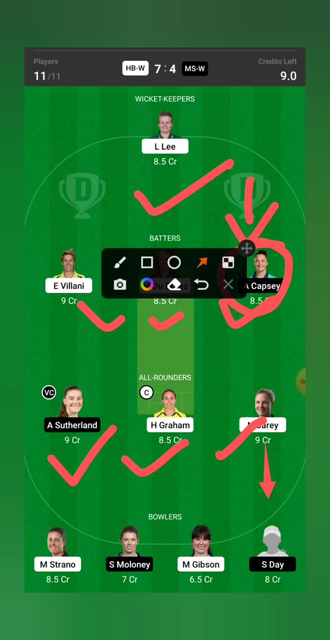 Players
HB-W 7 : 4 MS-W
Credits Left
11/11
9.0
WICKET-KEEPERS
L Lee
8.5 Cr
BATTERS
E Villani
A Capsey
9 Cr
8.5
8.5
ALL-ROUNDERS
VC
C
A Sutherland
H Graham
9 Cr
8.5
9 Cr
BOWLERS
M Strano
S Moloney
M Gibson
S Day
8.5 Cr
7 Cr
6.5 Cr
8 Cr